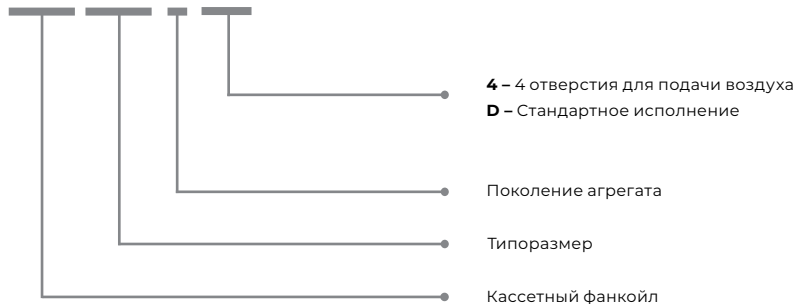 4 – 4 отверстия для подачи воздуха
D – Стандартное исполнение
Поколение агрегата
Типоразмер
Кассетный фанкойл